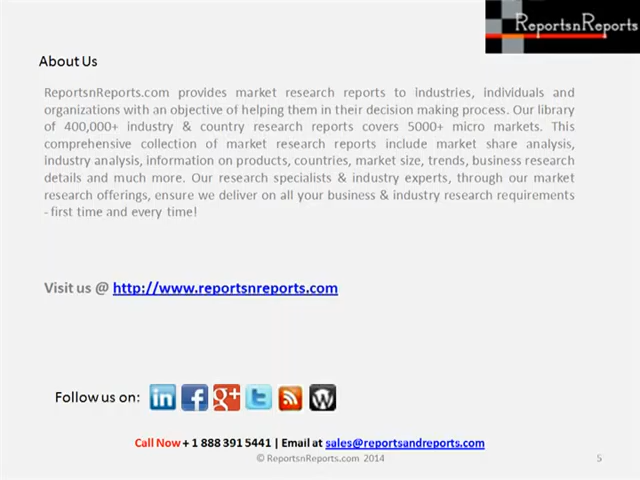 ReportsnReports
About Us
ReportsnReports.com provides market research reports to industries, individuals and
organizations with an objective of helping them in their decision making process. Our library
of 400,000+ industry & country research reports covers 5000+ micro markets. This
comprehensive collection of market research reports include market share analysis,
industry analysis, information on products, countries, market size, trends, business research
details and much more. Our research specialists & industry experts, through our market
research offerings, ensure we deliver on all your business & industry research requirements
- first time and every time!
Visit us @ http://www.reportsnreports.com
Follow us on: in f g+ t W
Call Now + 1 888 391 5441 | Email at sales@reportsandreports.com
© ReportsnReports.com 2014 5